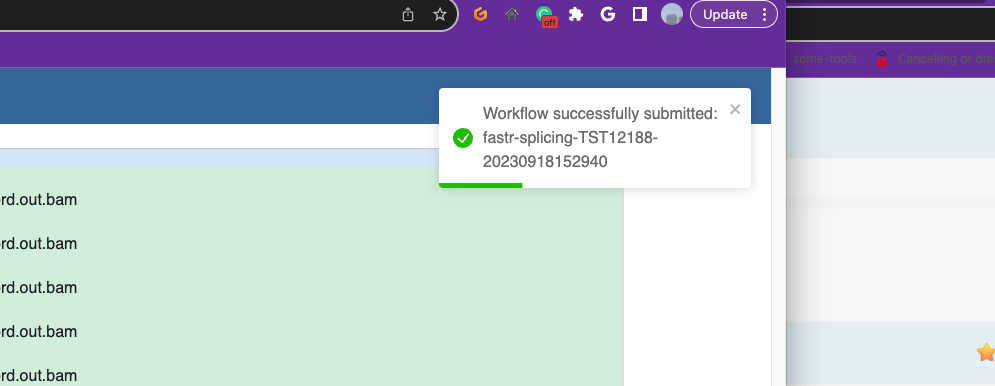 Update
off
some-tools
Cancelling or dis
Workflow successfully submitted:
fastr-splicing-TST12188-
20230918152940
rd.out.bam
rd.out.bam
rd.out.bam
rd.out.bam
rd.out.bam